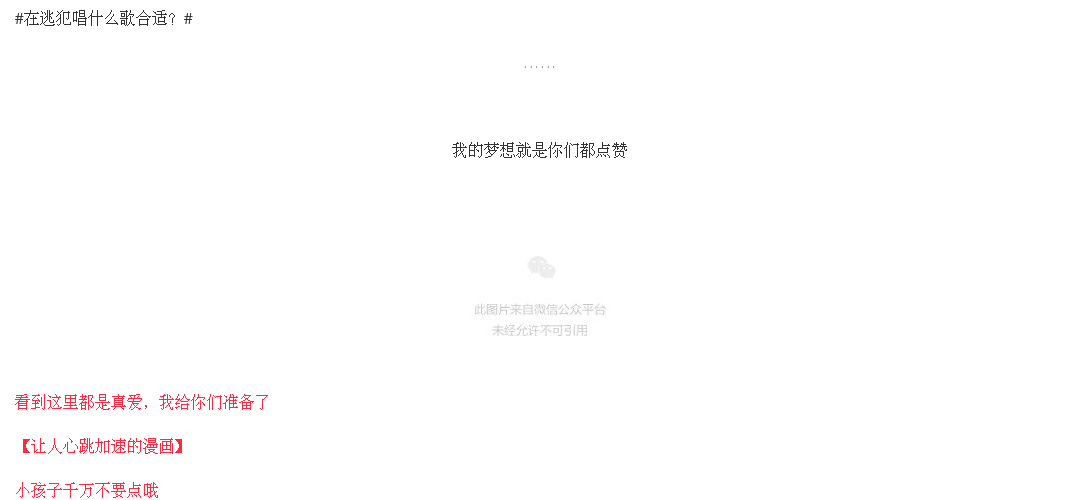 #在逃犯唱什么歌合适？#
······
我的梦想就是你们都点赞
此图片来自微信公众平台
未经允许不可引用
看到这里都是真爱，我给你们准备了
【让人心跳加速的漫画】
小孩子千万不要点哦